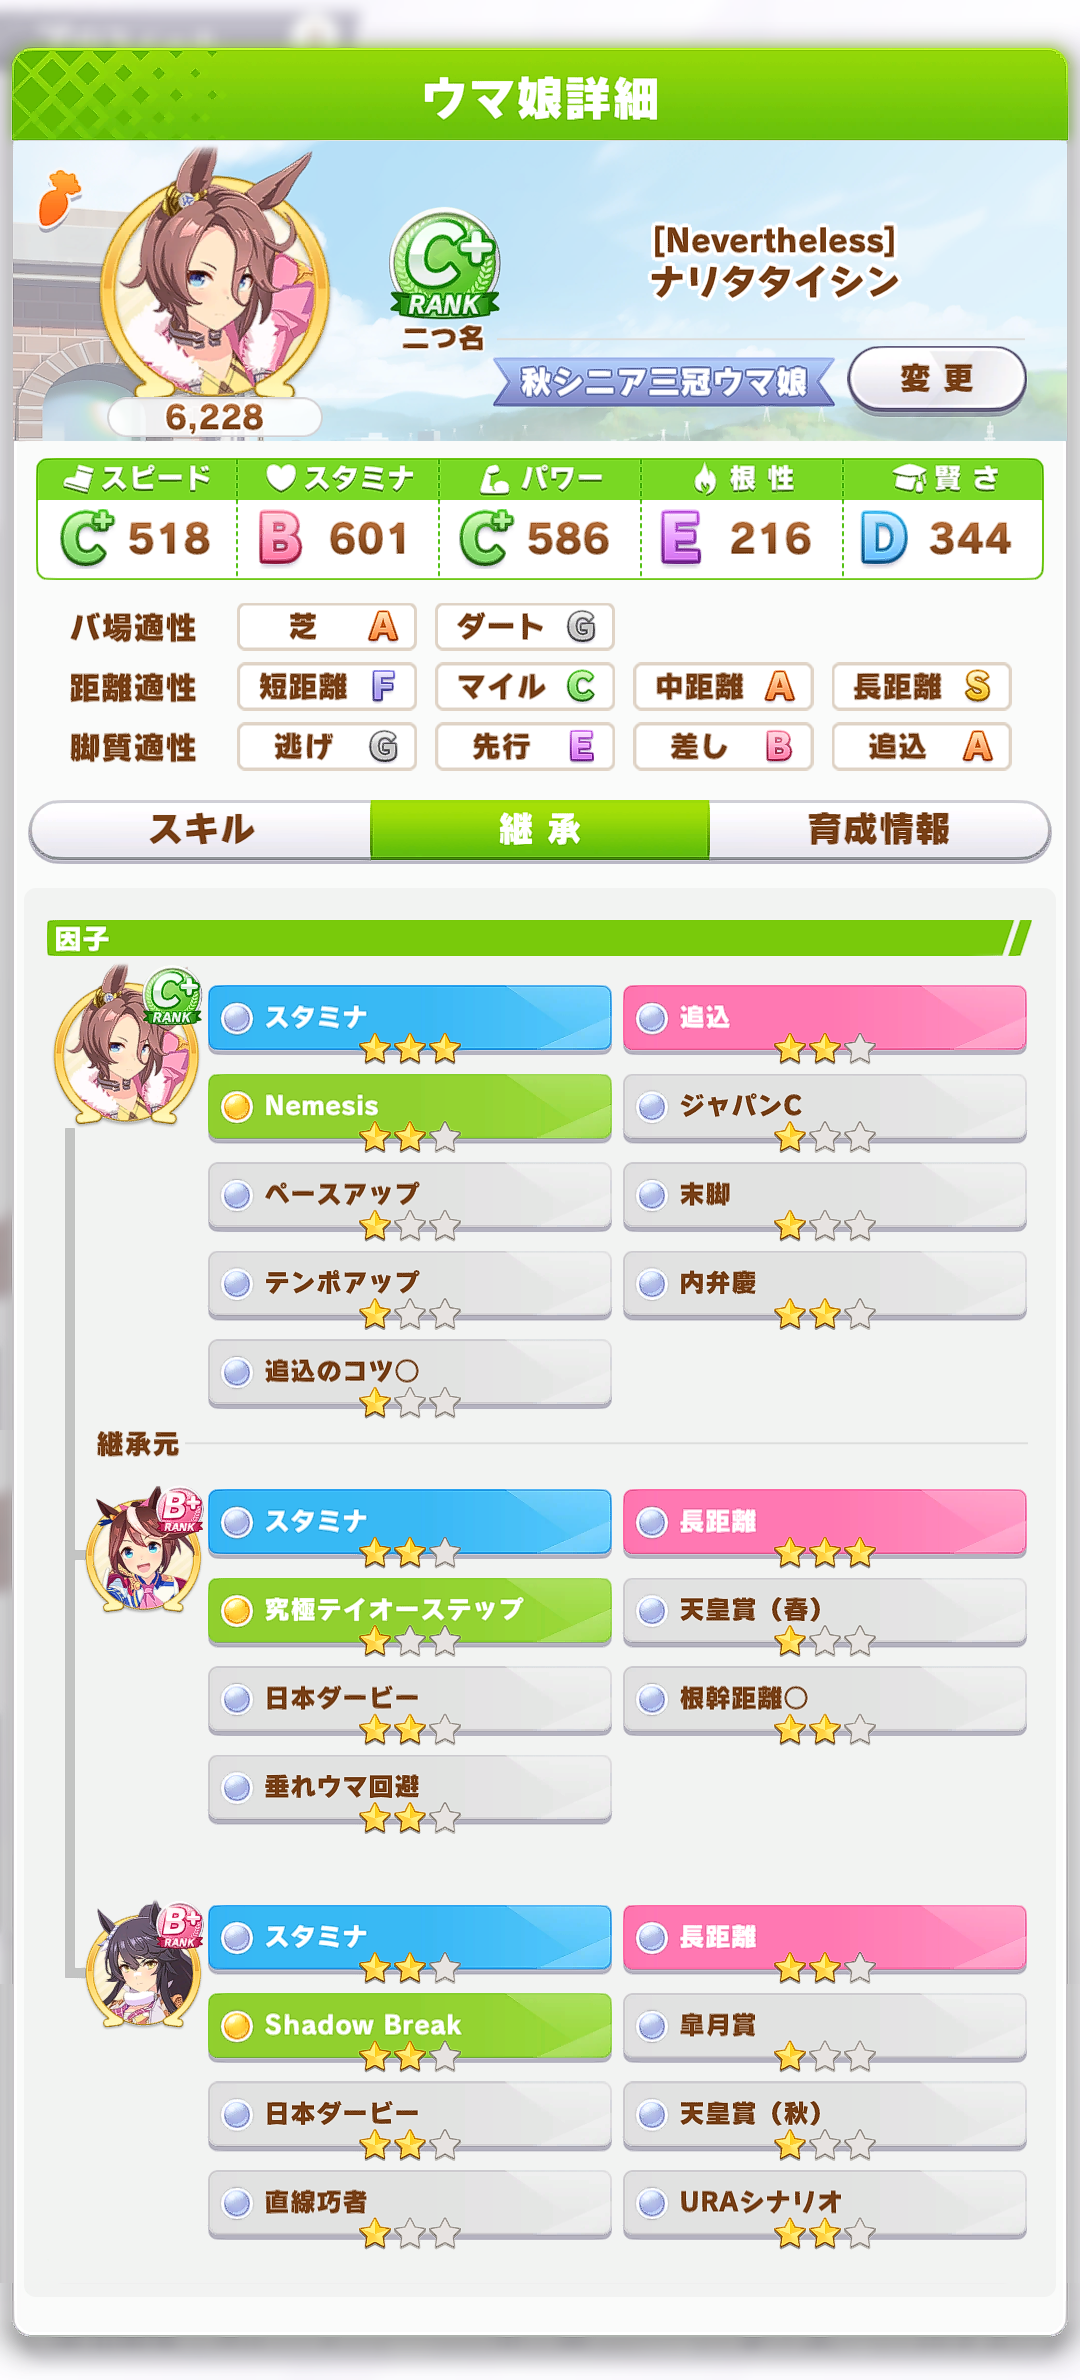 ウマ娘詳細
C+
RANK
[Nevertheless]
ナリタタイシン
二つ名
秋シニア三冠ウマ娘
変更
6,228
スピード スタミナ パワー 根性 賢さ
C+ 518 B 601 C+ 586 E 216 D 344
バ場適性 芝 A ダート G
距離適性 短距離 F マイル C 中距離 A 長距離 S
脚質適性 逃げ G 先行 E 差し B 追込 A
スキル 継承 育成情報
因子
C+
RANK
スタミナ 追込
Nemesis ジャパンC
ペースアップ 末脚
テンポアップ 内弁慶
追込のコツ○
継承元
B+
RANK
スタミナ 長距離
究極テイオーステップ 天皇賞（春）
日本ダービー 根幹距離○
垂れウマ回避
B+
RANK
スタミナ 長距離
Shadow Break 皐月賞
日本ダービー 天皇賞（秋）
直線巧者 URAシナリオ